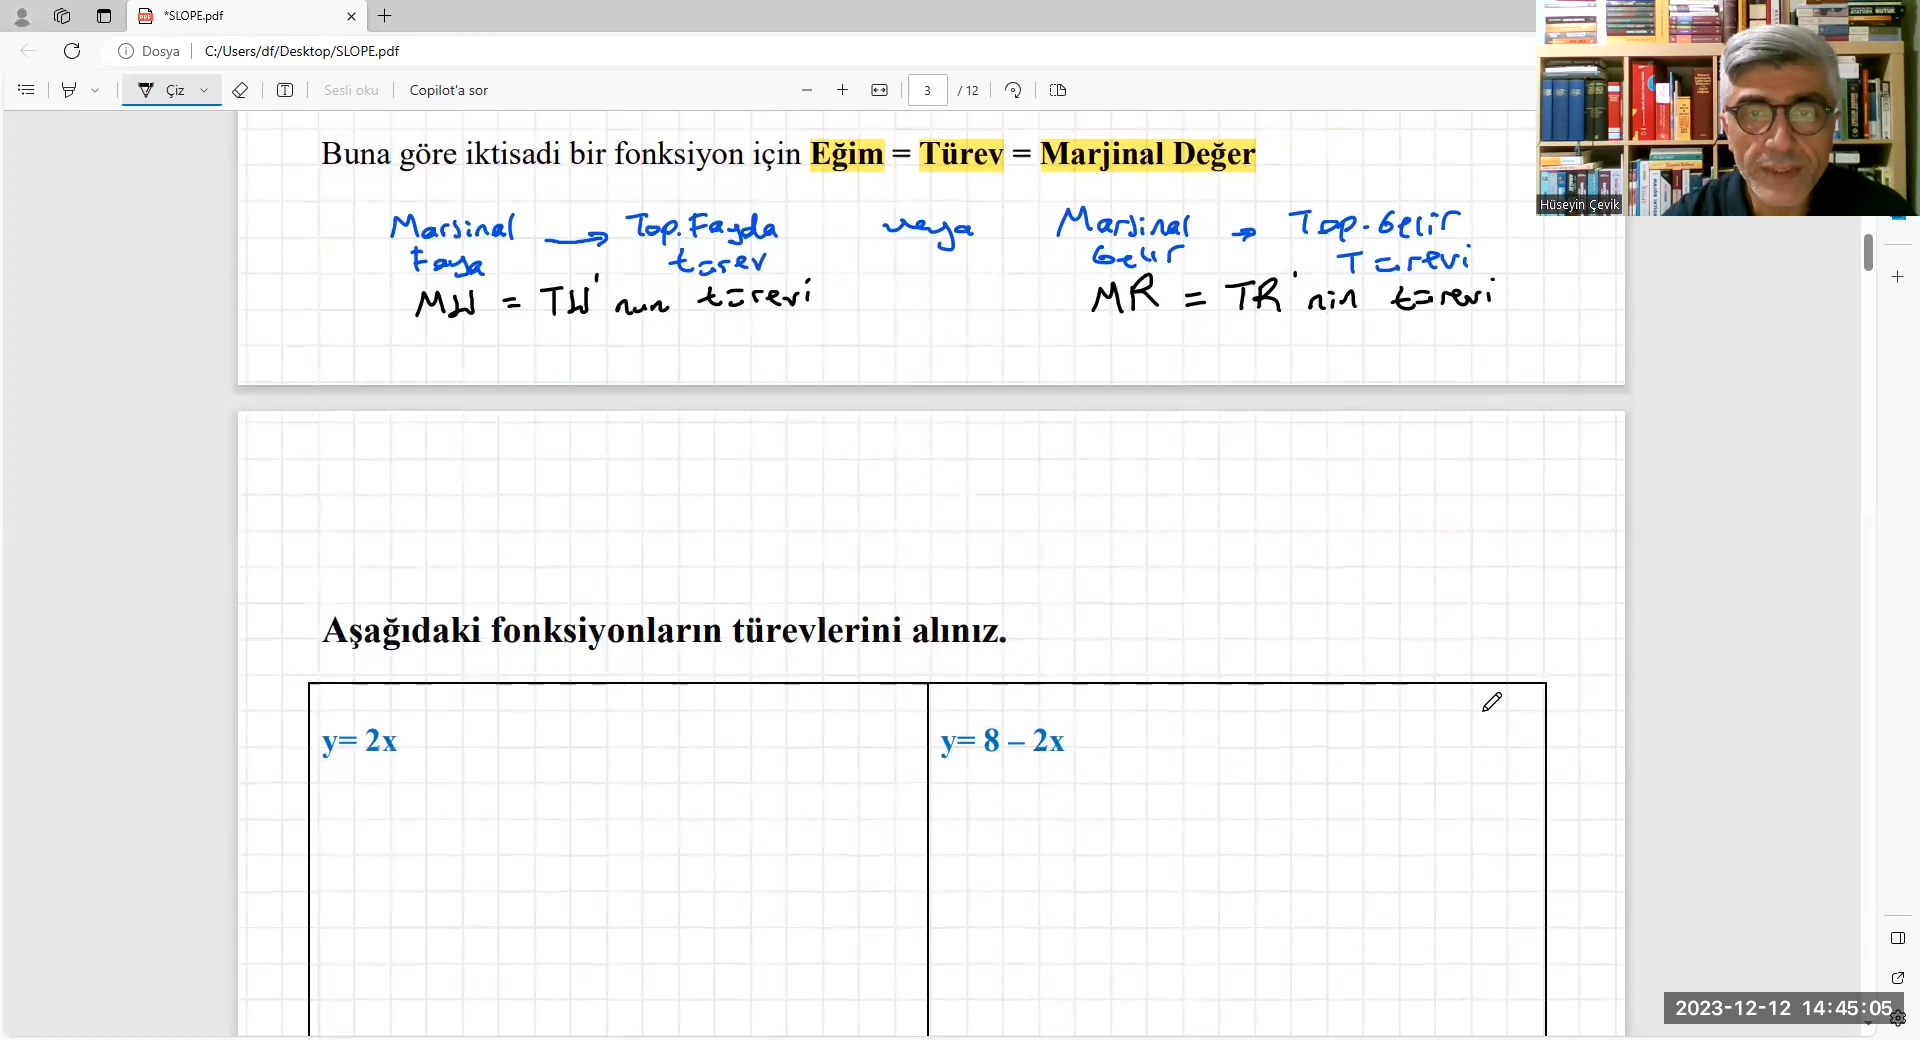 *SLOPE.pdf
Dosya C:/Users/df/Desktop/SLOPE.pdf
Çiz Sesli oku Copilot'a sor 3 / 12
Hüseyin Çevik
Buna göre iktisadi bir fonksiyon için Eğim = Türev = Marjinal Değer
Marjinal → Top. Fayda veya Marjinal → Top. Gelir
Faya türev Gelir Türevi
MU = TU'nun türevi MR = TR'nin türevi
Aşağıdaki fonksiyonların türevlerini alınız.
y= 2x
y= 8 – 2x
2023-12-12 14:45:05